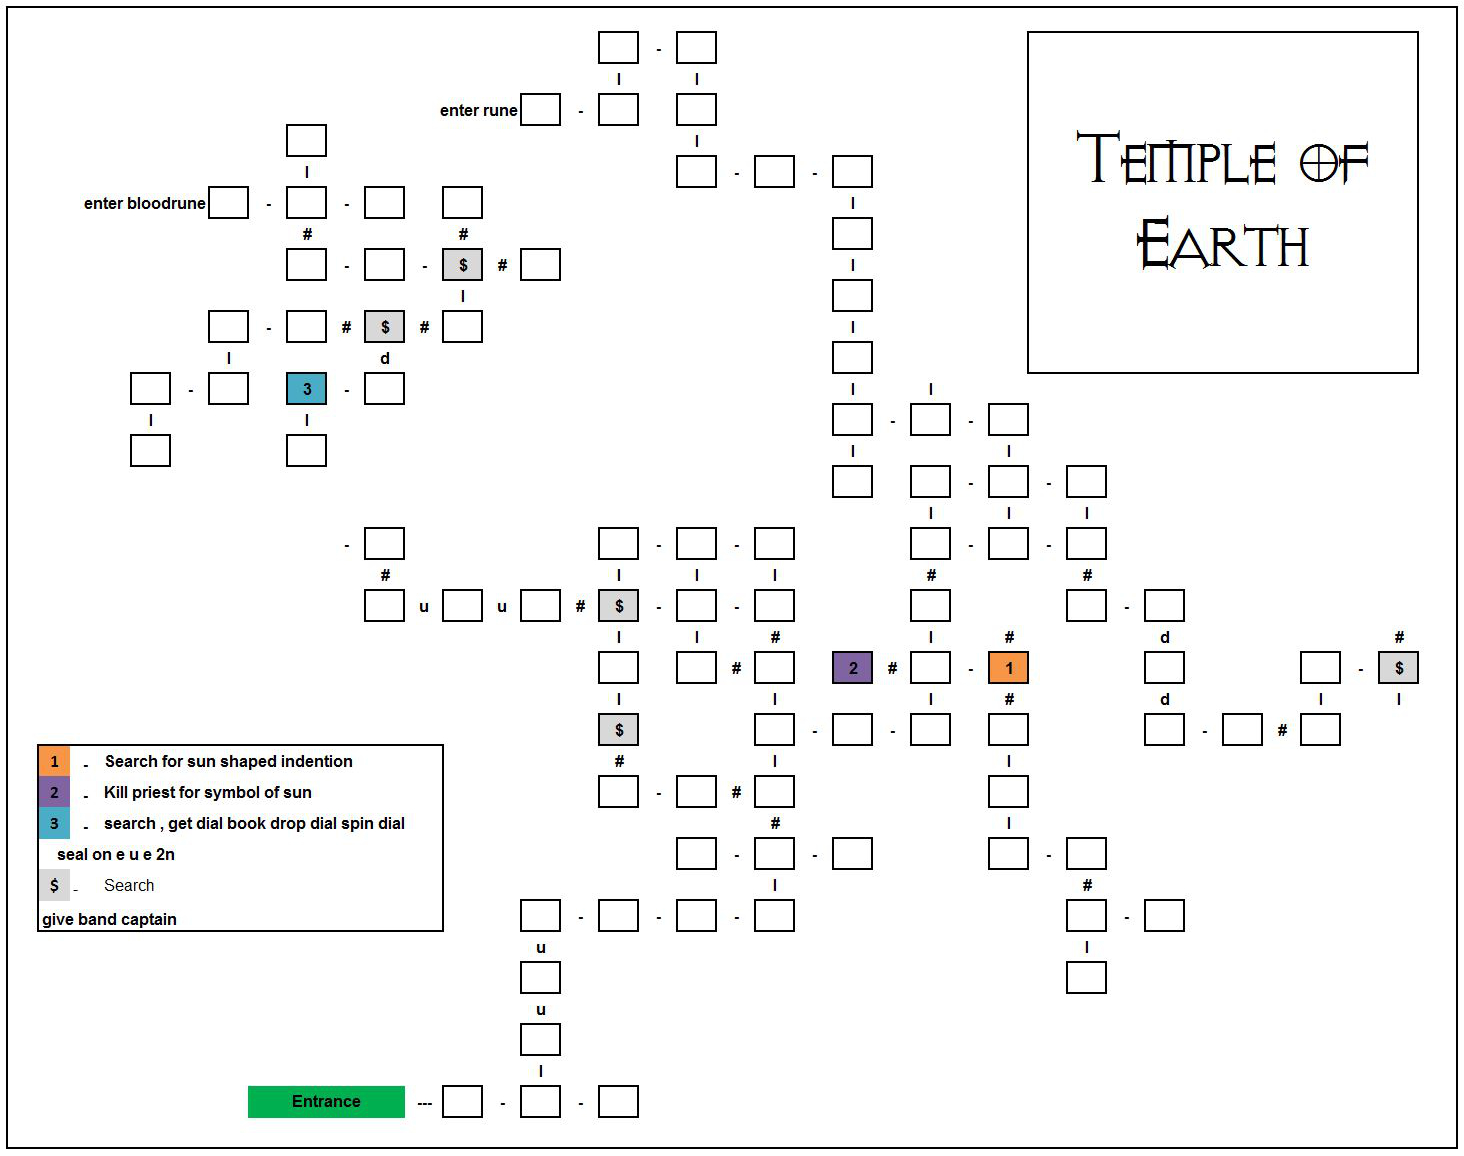 -
l l
enter rune -
l
Temple of
Earth
l - -
enter bloodrune - - l
# #
- - $ # l
l
- # $ # l
l d
- 3 - l l
l l - -
l l
- -
l l l
- - - - -
# l l l # #
u u # $ - - -
l l # l # d #
# 2 # - 1 - $
l l l # d l l
$ - - - #
1 - Search for sun shaped indention # l l
2 - Kill priest for symbol of sun - #
3 - search , get dial book drop dial spin dial # l
seal on e u e 2n - - -
$ - Search l #
give band captain - - - -
u l
u
l
Entrance --- - -